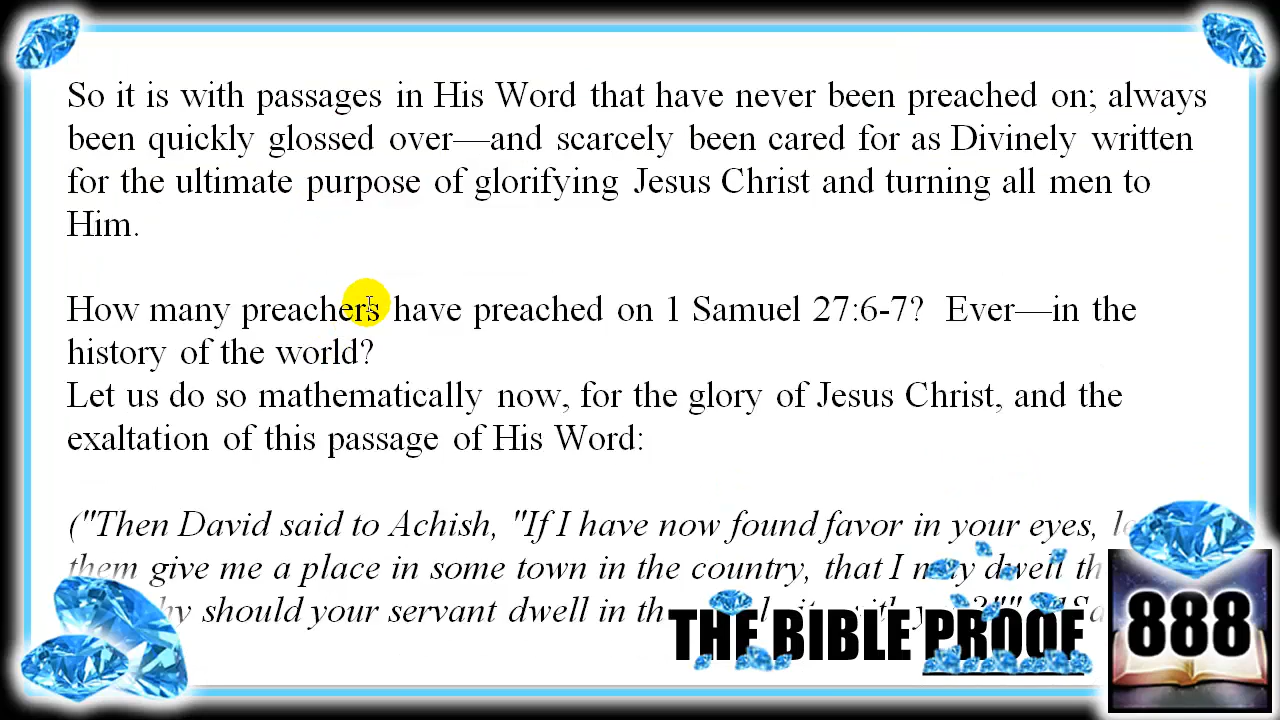 So it is with passages in His Word that have never been preached on; always
been quickly glossed over—and scarcely been cared for as Divinely written
for the ultimate purpose of glorifying Jesus Christ and turning all men to
Him.
How many preachers have preached on 1 Samuel 27:6-7?  Ever—in the
history of the world?
Let us do so mathematically now, for the glory of Jesus Christ, and the
exaltation of this passage of His Word:
("Then David said to Achish, "If I have now found favor in your eyes,
them give me a place in some town in the country, that I may dwell
should your servant dwell in
THE BIBLE PROOF
888